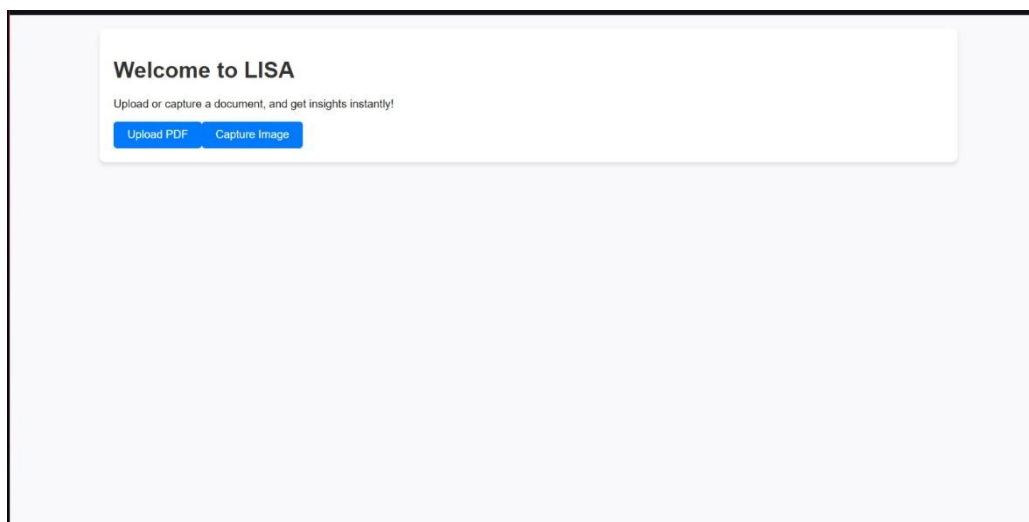 Welcome to LISA
Upload or capture a document, and get insights instantly!
Upload PDF Capture Image